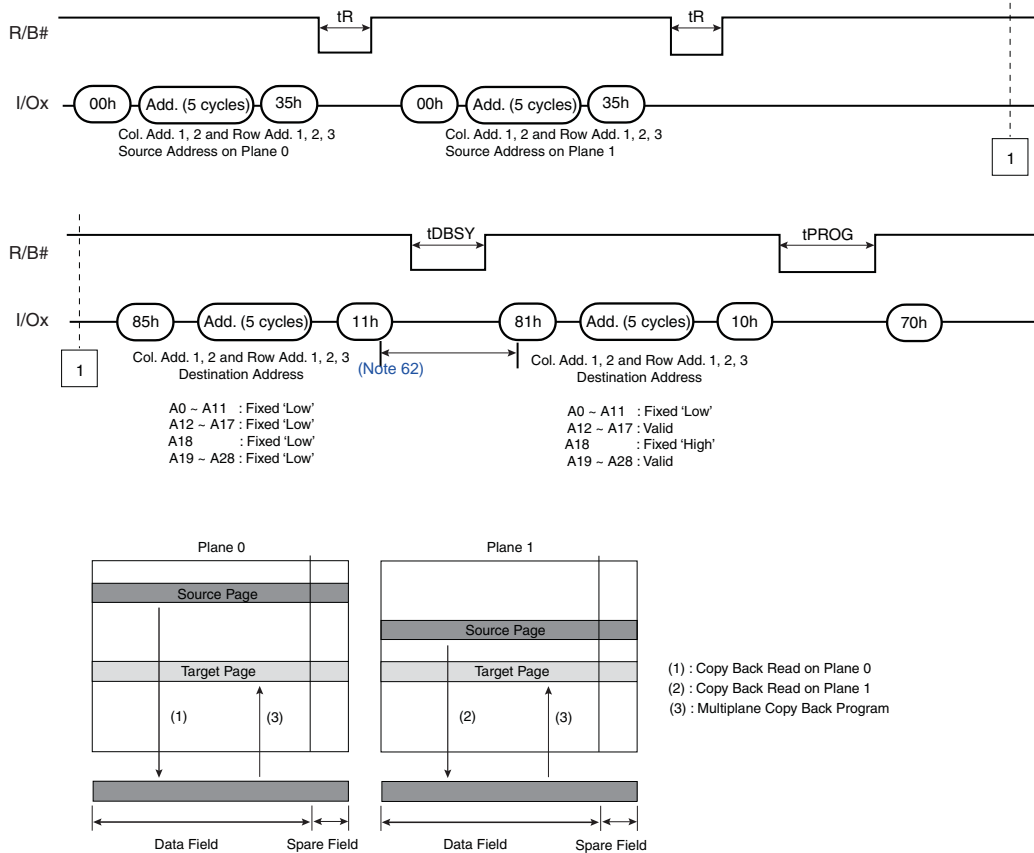 tR
tR
1
R/B#
I/Ox
00h
Add. (5 cycles)
35h
00h
Add. (5 cycles)
35h
Col. Add. 1, 2 and Row Add. 1, 2, 3
Source Address on Plane 0
Col. Add. 1, 2 and Row Add. 1, 2, 3
Source Address on Plane 1
tDBSY
tPROG
R/B#
I/Ox
85h
Add. (5 cycles)
11h
81h
Add. (5 cycles)
10h
70h
1
Col. Add. 1, 2 and Row Add. 1, 2, 3
Destination Address
(Note 62)
Col. Add. 1, 2 and Row Add. 1, 2, 3
Destination Address
A0 ~ A11 : Fixed ‘Low’
A12 ~ A17 : Fixed ‘Low’
A18 : Fixed ‘Low’
A19 ~ A28 : Fixed ‘Low’
A0 ~ A11 : Fixed ‘Low’
A12 ~ A17 : Valid
A18 : Fixed ‘High’
A19 ~ A28 : Valid
Plane 0
Source Page
Target Page
(1)
(3)
Data Field
Spare Field
Plane 1
Source Page
Target Page
(2)
(3)
Data Field
Spare Field
(1) : Copy Back Read on Plane 0
(2) : Copy Back Read on Plane 1
(3) : Multiplane Copy Back Program